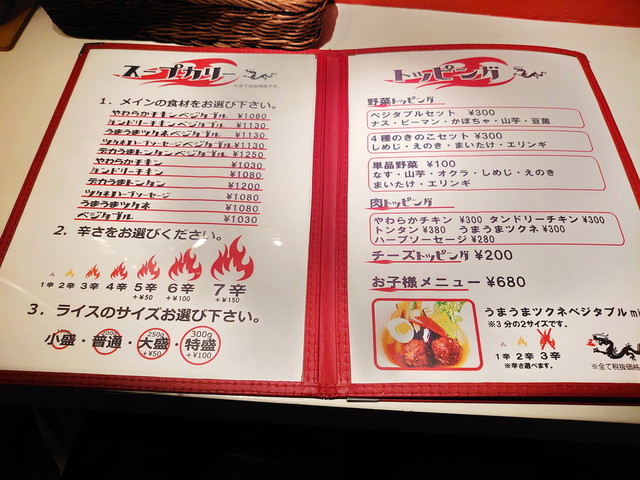 スープカリー
※全て税抜価格です。
1. メインの食材をお選び下さい。
やわらかチキンベジタブル ¥1080
タンドリーチキンベジタブル ¥1130
うまうまツクネベジタブル ¥1130
ツクネハーブソーセージベジタブル ¥1130
デカうまトンタンベジタブル ¥1250
やわらかチキン ¥1030
タンドリーチキン ¥1080
デカうまトンタン ¥1200
ツクネハーブソーセージ ¥1080
うまうまツクネ ¥1080
ベジタブル ¥1030
2. 辛さをお選びください。
1辛 2辛 3辛 4辛 5辛 6辛 7辛
+¥50 +¥100 +¥150
3. ライスのサイズお選び下さい。
250g 300g
小盛・普通・大盛・特盛
+¥50 +¥100
トッピング
野菜トッピング
ベジタブルセット ¥300
ナス・ピーマン・かぼちゃ・山芋・豆苗
4種のきのこセット ¥300
しめじ・えのき・まいたけ・エリンギ
単品野菜 ¥100
なす・山芋・オクラ・しめじ・えのき
まいたけ・エリンギ
肉トッピング
やわらかチキン ¥300 タンドリーチキン ¥300
トンタン ¥380 うまうまツクネ ¥300
ハーブソーセージ ¥280
チーズトッピング ¥200
お子様メニュー ¥680
うまうまツクネベジタブル mi
※3分の2サイズです。
1辛 2辛 3辛
※辛さ選べます。
※全て税抜価格